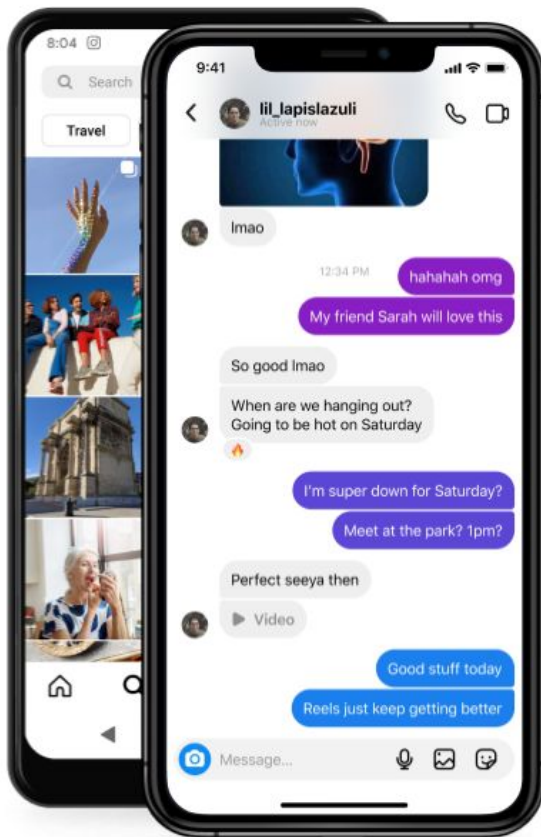 8:04
Search
Travel
9:41
lil_lapislazuli
Active now
lmao
12:34 PM
hahahah omg
My friend Sarah will love this
So good lmao
When are we hanging out?
Going to be hot on Saturday
I'm super down for Saturday?
Meet at the park? 1pm?
Perfect seeya then
Video
Good stuff today
Reels just keep getting better
Message...